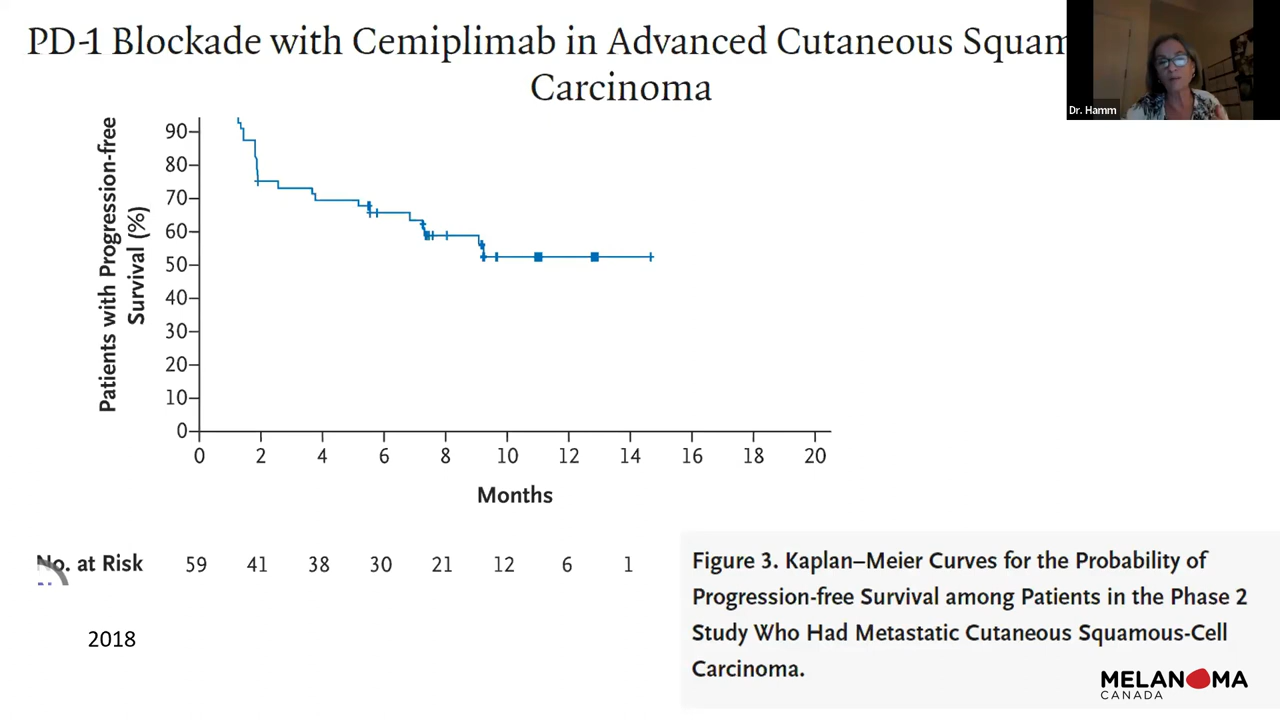 PD-1 Blockade with Cemiplimab in Advanced Cutaneous Squam
Carcinoma
Dr. Hamm
Patients with Progression-free
Survival (%)
90
80
70
60
50
40
30
20
10
0
0 2 4 6 8 10 12 14 16 18 20
Months
No. at Risk 59 41 38 30 21 12 6 1
Figure 3. Kaplan–Meier Curves for the Probability of
Progression-free Survival among Patients in the Phase 2
Study Who Had Metastatic Cutaneous Squamous-Cell
Carcinoma.
2018
MELANOMA
CANADA